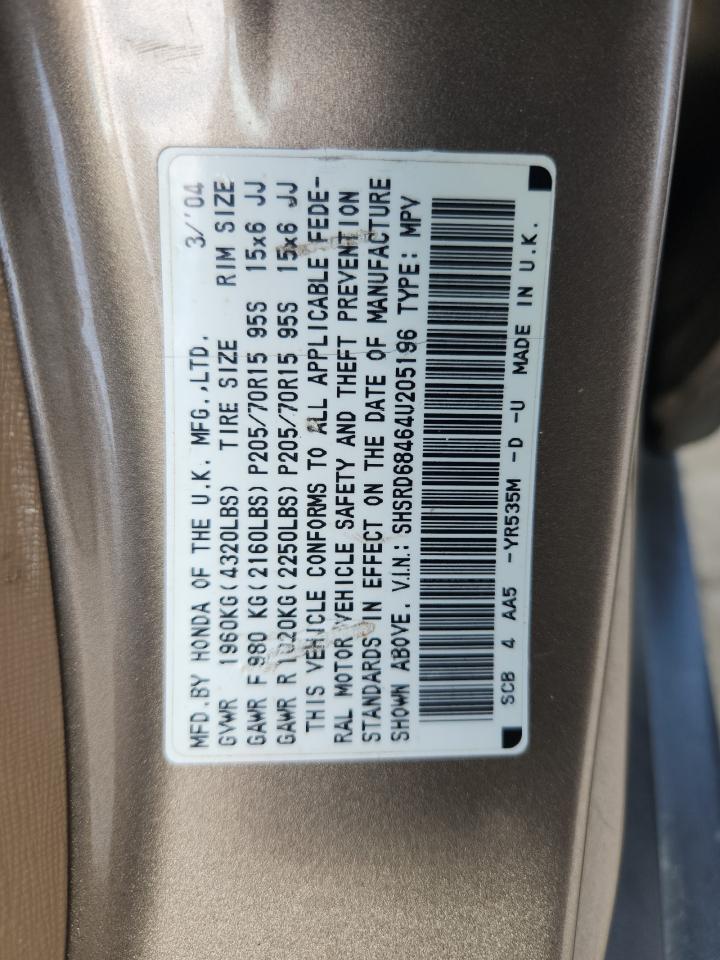 MFD.BY HONDA OF THE U.K. MFG.,LTD. 3/'04
GVWR 1960KG(4320LBS) TIRE SIZE RIM SIZE
GAWR F 980 KG(2160LBS) P205/70R15 95S 15x6 JJ
GAWR R 1020KG(2250LBS) P205/70R15 95S 15x6 JJ
THIS VEHICLE CONFORMS TO ALL APPLICABLE FEDE-
RAL MOTOR VEHICLE SAFETY AND THEFT PREVENTION
STANDARDS IN EFFECT ON THE DATE OF MANUFACTURE
SHOWN ABOVE. V.I.N.: SHSRD68464U205196 TYPE: MPV
SCB 4 AA5 -YR535M -D -U MADE IN U.K.